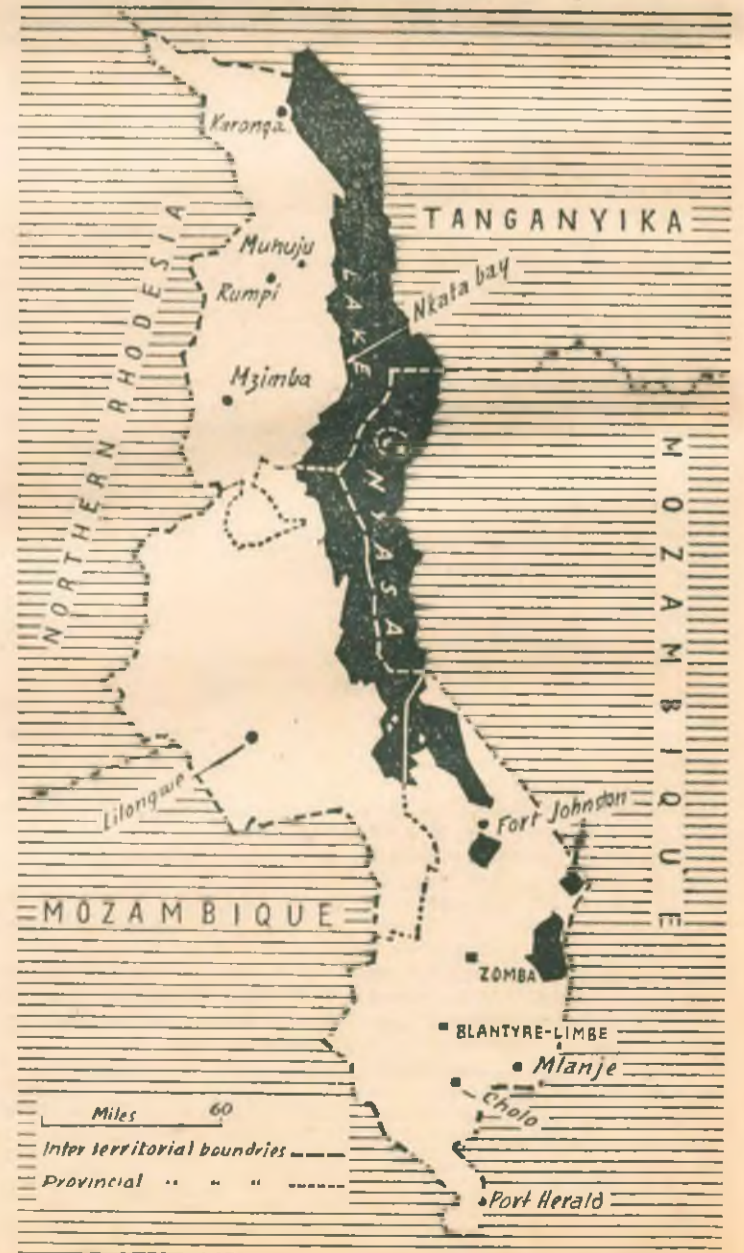 Karonga
TANGANYIKA
NORTHERN RHODESIA
Muhuju
LAKE NYASA
Nkata bay
Rumpi
Mzimba
MOZAMBIQUE
Lilongwe
Fort Johnston
MOZAMBIQUE
ZOMBA
BLANTYRE-LIMBE
Mlanje
Cholo
Miles 60
Inter territorial boundries
Provincial " " "
Port Herald